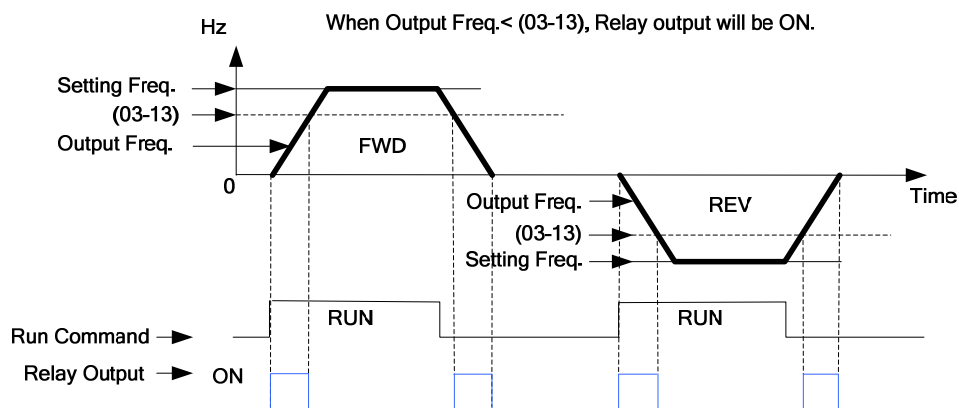 When Output Freq.< (03-13), Relay output will be ON.
Hz
Setting Freq.
(03-13)
Output Freq.
FWD
0
Time
Output Freq.
REV
(03-13)
Setting Freq.
RUN
RUN
Run Command
Relay Output
ON